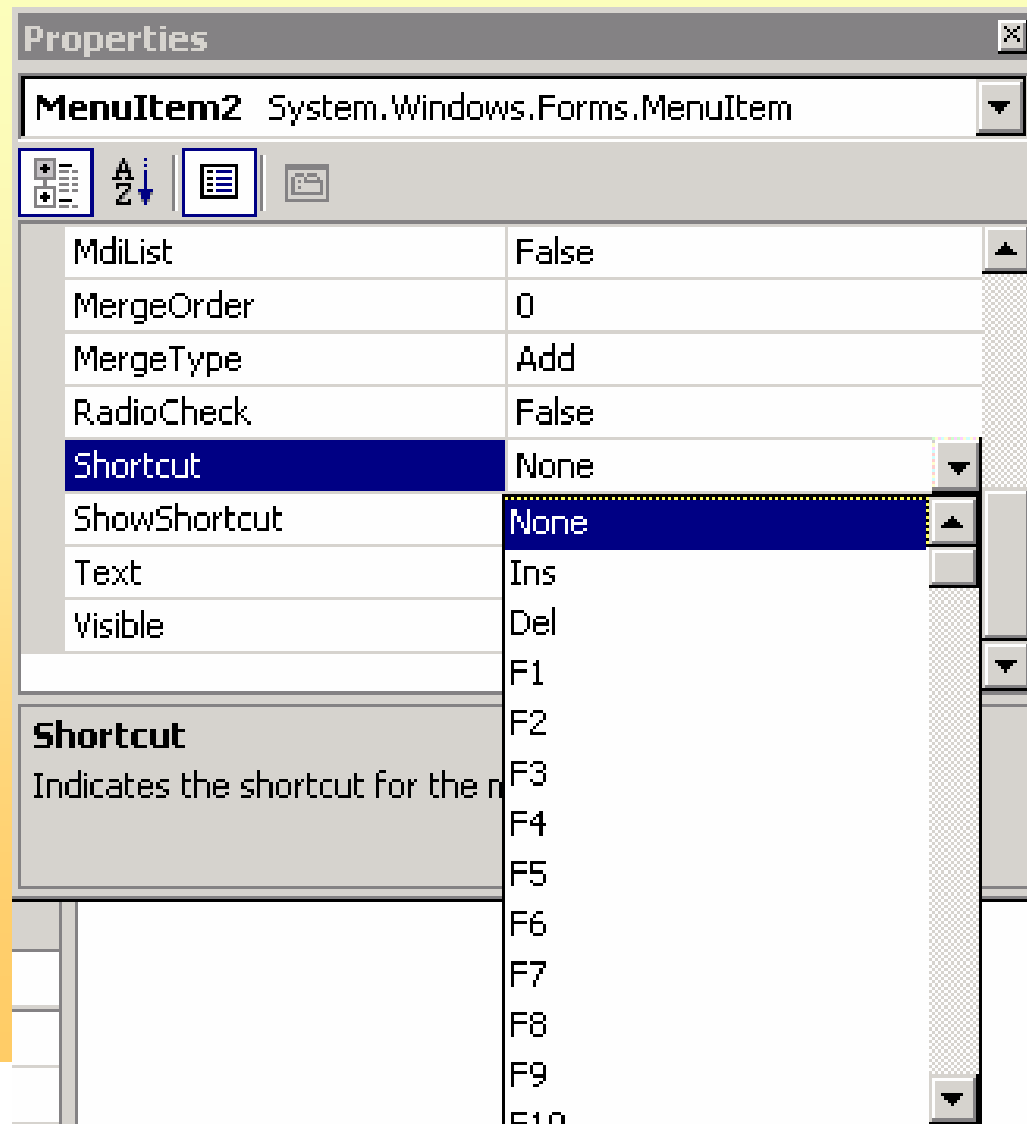 Properties
MenuItem2 System.Windows.Forms.MenuItem
A
Z
MdiList False
MergeOrder 0
MergeType Add
RadioCheck False
Shortcut None
ShowShortcut None
Text Ins
Visible Del
F1
F2
Shortcut
Indicates the shortcut for the
F3
F4
F5
F6
F7
F8
F9
F10